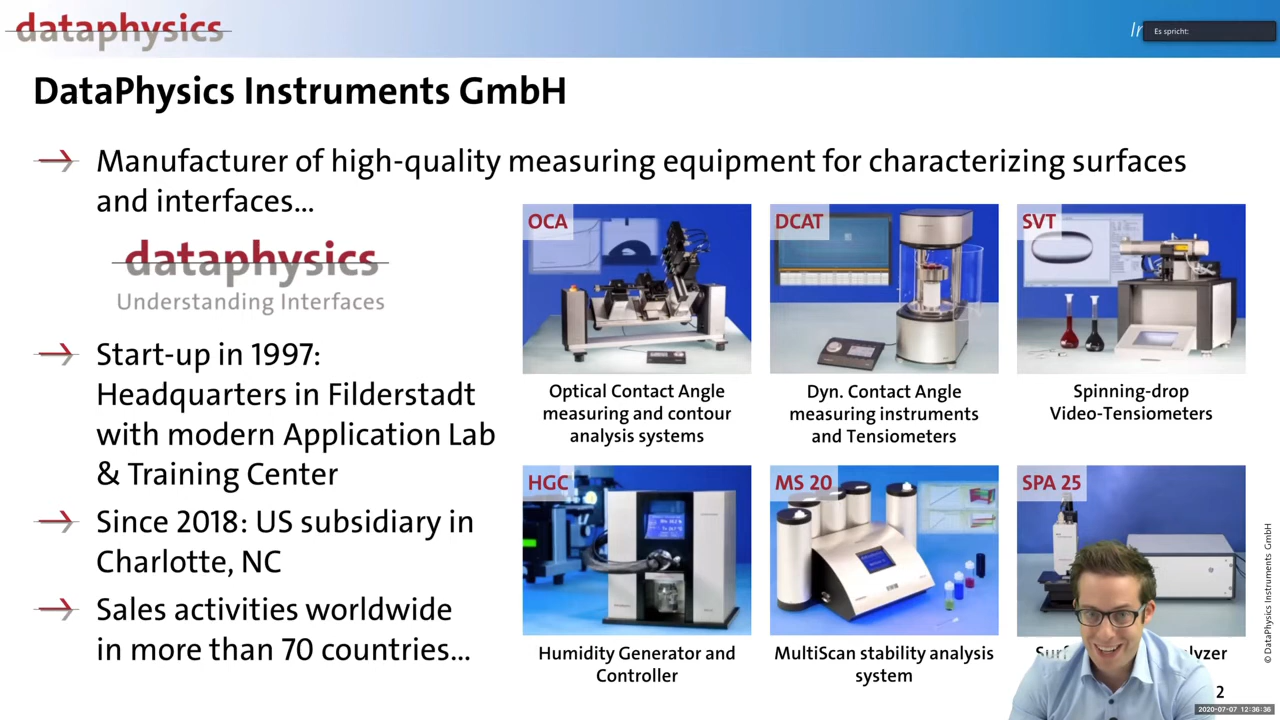 dataphysics
Es spricht:
DataPhysics Instruments GmbH
Manufacturer of high-quality measuring equipment for characterizing surfaces
and interfaces...
dataphysics
Understanding Interfaces
Start-up in 1997:
Headquarters in Filderstadt
with modern Application Lab
& Training Center
Since 2018: US subsidiary in
Charlotte, NC
Sales activities worldwide
in more than 70 countries...
OCA
Optical Contact Angle
measuring and contour
analysis systems
DCAT
Dyn. Contact Angle
measuring instruments
and Tensiometers
SVT
Spinning-drop
Video-Tensiometers
HGC
Humidity Generator and
Controller
MS 20
MultiScan stability analysis
system
SPA 25
© DataPhysics Instruments GmbH
2
2020-07-07 12:36:36